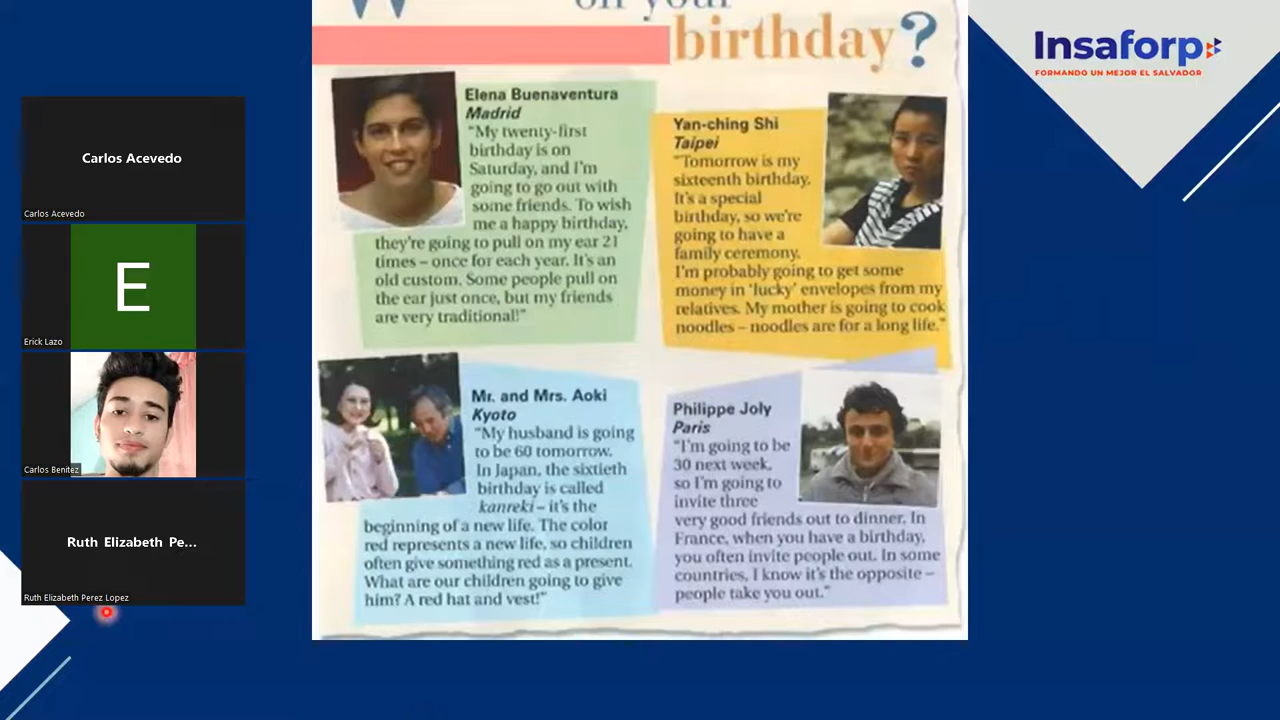 on your
birthday?
Elena Buenaventura
Madrid
"My twenty-first
birthday is on
Saturday, and I'm
going to go out with
some friends. To wish
me a happy birthday,
they're going to pull on my ear 21
times – once for each year. It's an
old custom. Some people pull on
the ear just once, but my friends
are very traditional!"
Yan-ching Shi
Taipei
"Tomorrow is my
sixteenth birthday.
It's a special
birthday, so we're
going to have a
family ceremony.
I'm probably going to get some
money in 'lucky' envelopes from my
relatives. My mother is going to cook
noodles – noodles are for a long life."
Mr. and Mrs. Aoki
Kyoto
"My husband is going
to be 60 tomorrow.
In Japan, the sixtieth
birthday is called
kanreki – it's the
beginning of a new life. The color
red represents a new life, so children
often give something red as a present.
What are our children going to give
him? A red hat and vest!"
Philippe Joly
Paris
"I'm going to be
30 next week,
so I'm going to
invite three
very good friends out to dinner. In
France, when you have a birthday,
you often invite people out. In some
countries, I know it's the opposite –
people take you out."
Insaforp
FORMANDO UN MEJOR EL SALVADOR
Carlos Acevedo
Carlos Acevedo
E
Erick Lazo
Carlos Benitez
Ruth Elizabeth Pe...
Ruth Elizabeth Perez Lopez